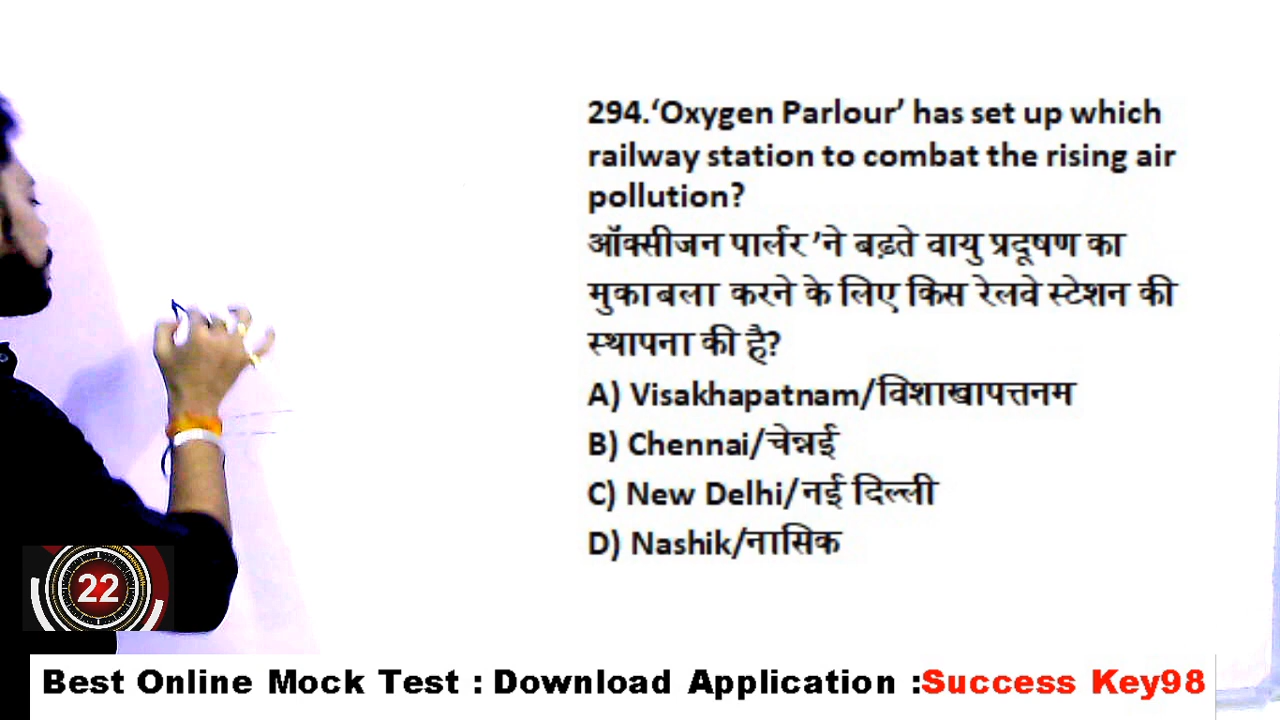 294.‘Oxygen Parlour’ has set up which
railway station to combat the rising air
pollution?
ऑक्सीजन पार्लर ’ने बढ़ते वायु प्रदूषण का
मुकाबला करने के लिए किस रेलवे स्टेशन की
स्थापना की है?
A) Visakhapatnam/विशाखापत्तनम
B) Chennai/चेन्नई
C) New Delhi/नई दिल्ली
D) Nashik/नासिक
22
Best Online Mock Test : Download Application :Success Key98